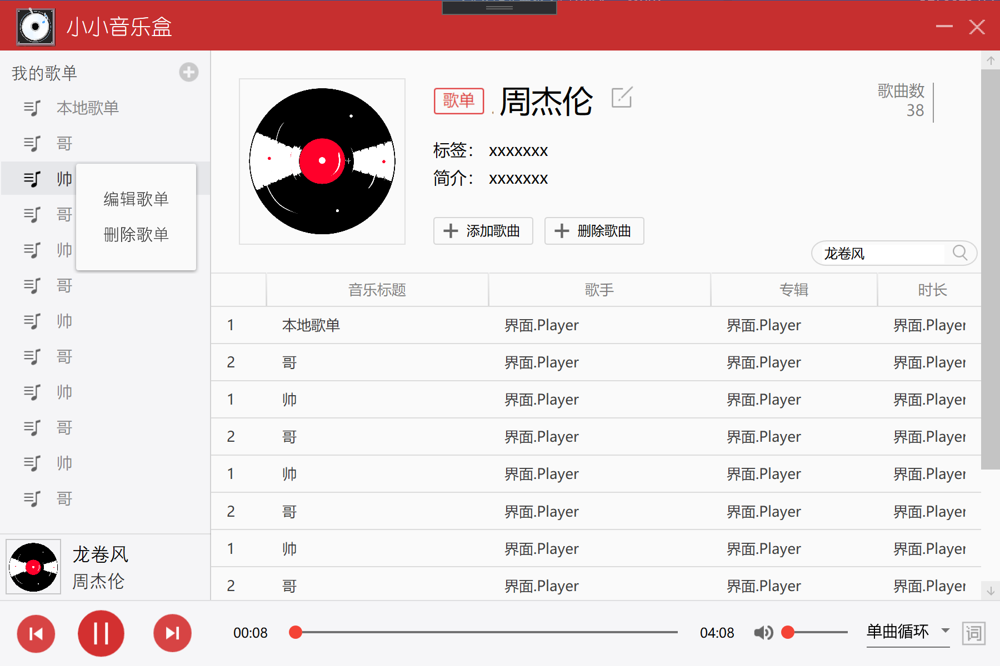 小小音乐盒
我的歌单
本地歌单
哥
帅
哥
帅
哥
帅
哥
帅
哥
帅
哥
编辑歌单
删除歌单
龙卷风
周杰伦
歌单
周杰伦
歌曲数
38
标签： xxxxxxx
简介： xxxxxxx
添加歌曲 删除歌曲
龙卷风
音乐标题 歌手 专辑 时长
1 本地歌单 界面.Player 界面.Player 界面.Player
2 哥 界面.Player 界面.Player 界面.Player
1 帅 界面.Player 界面.Player 界面.Player
2 哥 界面.Player 界面.Player 界面.Player
1 帅 界面.Player 界面.Player 界面.Player
2 哥 界面.Player 界面.Player 界面.Player
1 帅 界面.Player 界面.Player 界面.Player
2 哥 界面.Player 界面.Player 界面.Player
00:08 04:08 单曲循环 词